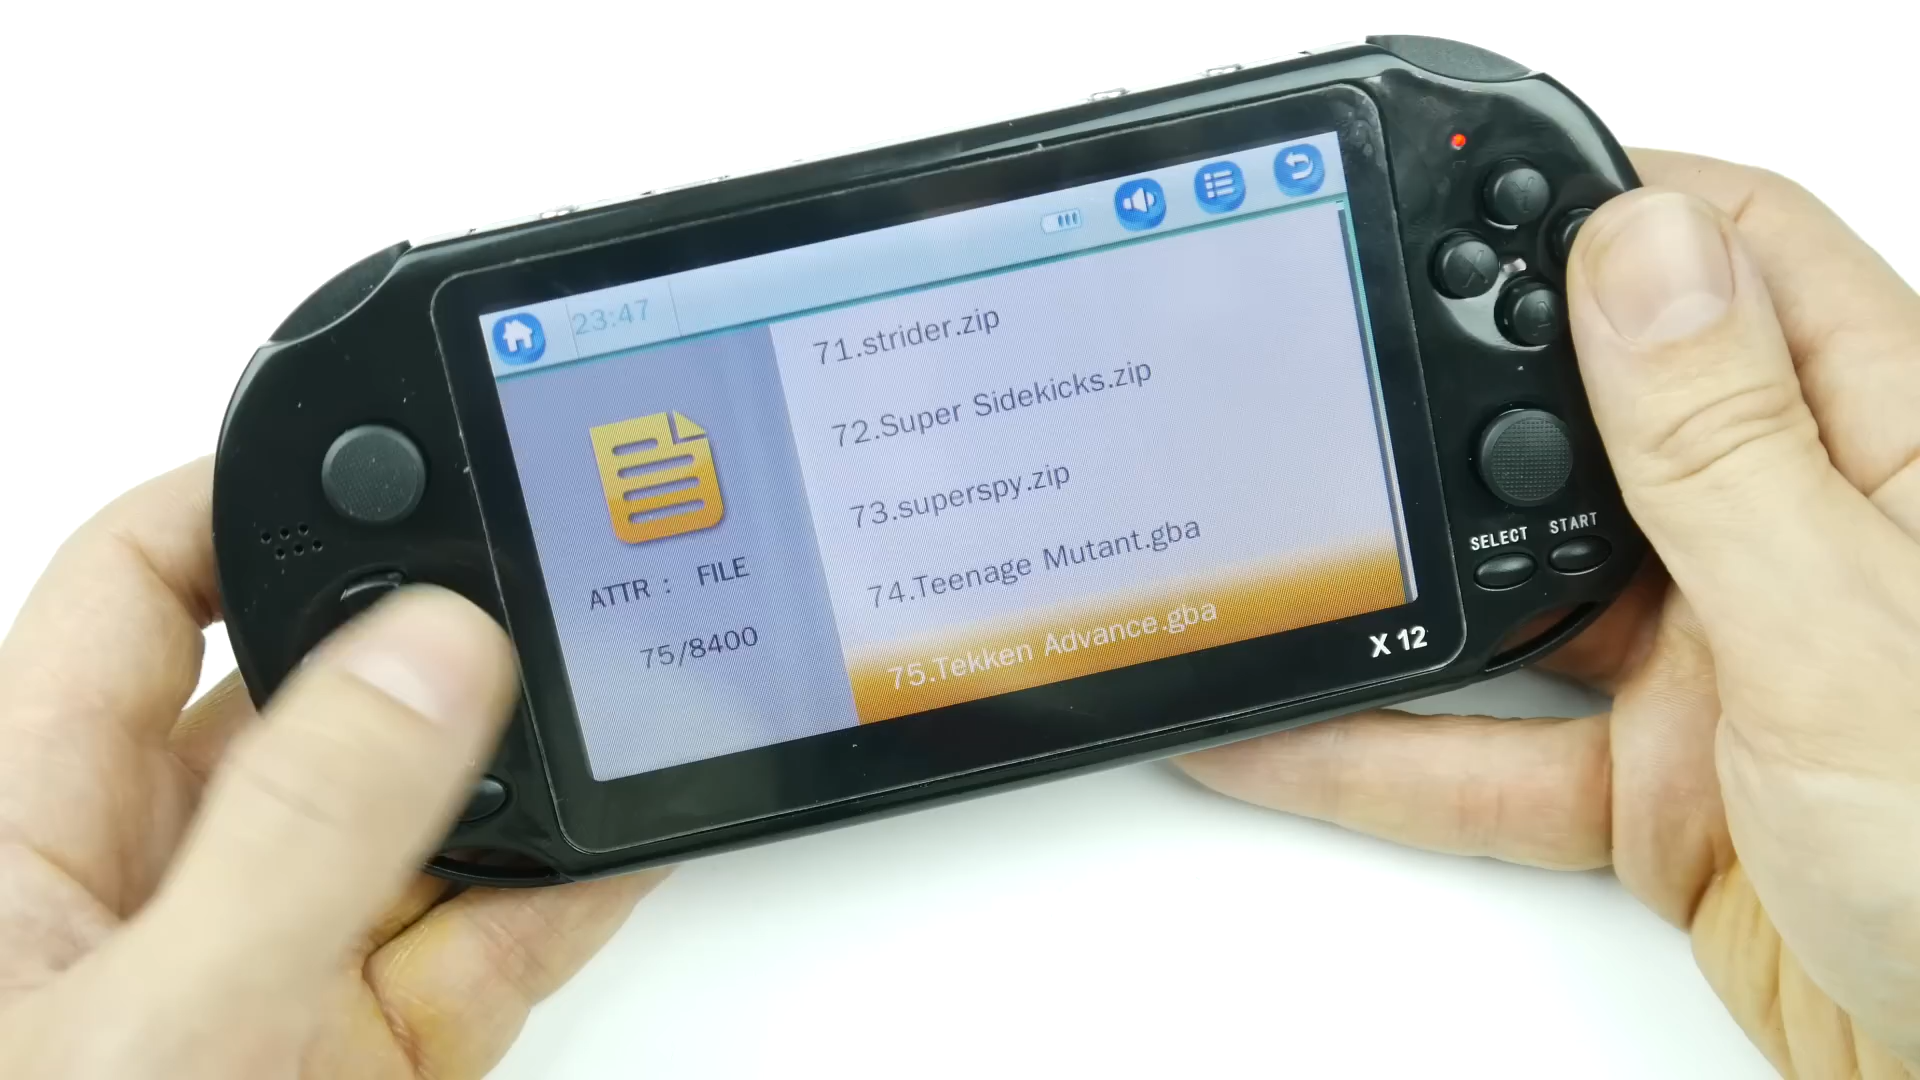 23:47
71.strider.zip
72.Super Sidekicks.zip
73.superspy.zip
74.Teenage Mutant.gba
75.Tekken Advance.gba
ATTR : FILE
75/8400
X 12
SELECT START
Y
X